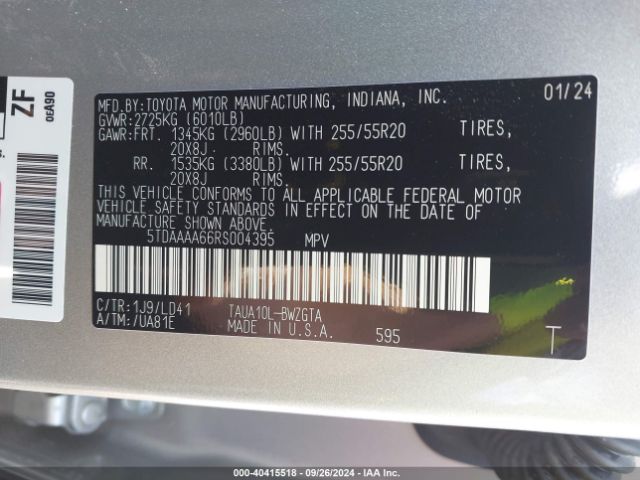 ZF
06A90
MFD.BY:TOYOTA MOTOR MANUFACTURING, INDIANA, INC. 01/24
GVWR:2725KG (6010LB)
GAWR:FRT. 1345KG (2960LB) WITH 255/55R20 TIRES,
20X8J RIMS.
RR. 1535KG (3380LB) WITH 255/55R20 TIRES,
20X8J RIMS.
THIS VEHICLE CONFORMS TO ALL APPLICABLE FEDERAL MOTOR
VEHICLE SAFETY STANDARDS IN EFFECT ON THE DATE OF
MANUFACTURE SHOWN ABOVE.
5TDAAAA66RS004395 MPV
C/TR:1J9/LD41 TAUA10L-BWZGTA
A/TM:/UA81E MADE IN U.S.A. 595 T
000-40415518 - 09/26/2024 - IAA Inc.